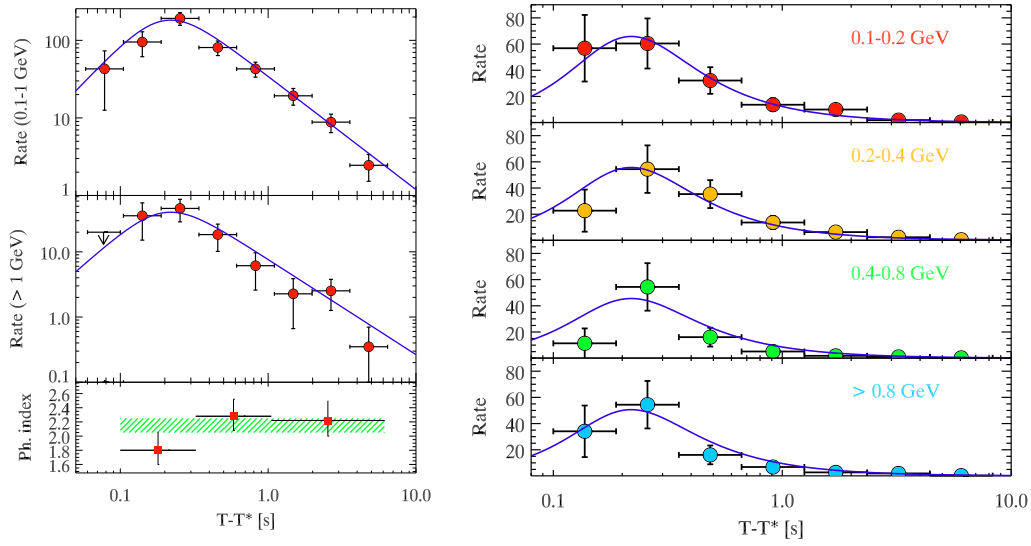 Rate (0.1-1 GeV)
100
10
1
Rate (> 1 GeV)
10.0
1.0
0.1
Ph. index
2.6
2.4
2.2
2.0
1.8
1.6
0.1
1.0
10.0
T-T* [s]
Rate
80
60
40
20
0.1-0.2 GeV
Rate
80
60
40
20
0.2-0.4 GeV
Rate
80
60
40
20
0.4-0.8 GeV
Rate
80
60
40
20
> 0.8 GeV
0.1
1.0
10.0
T-T* [s]